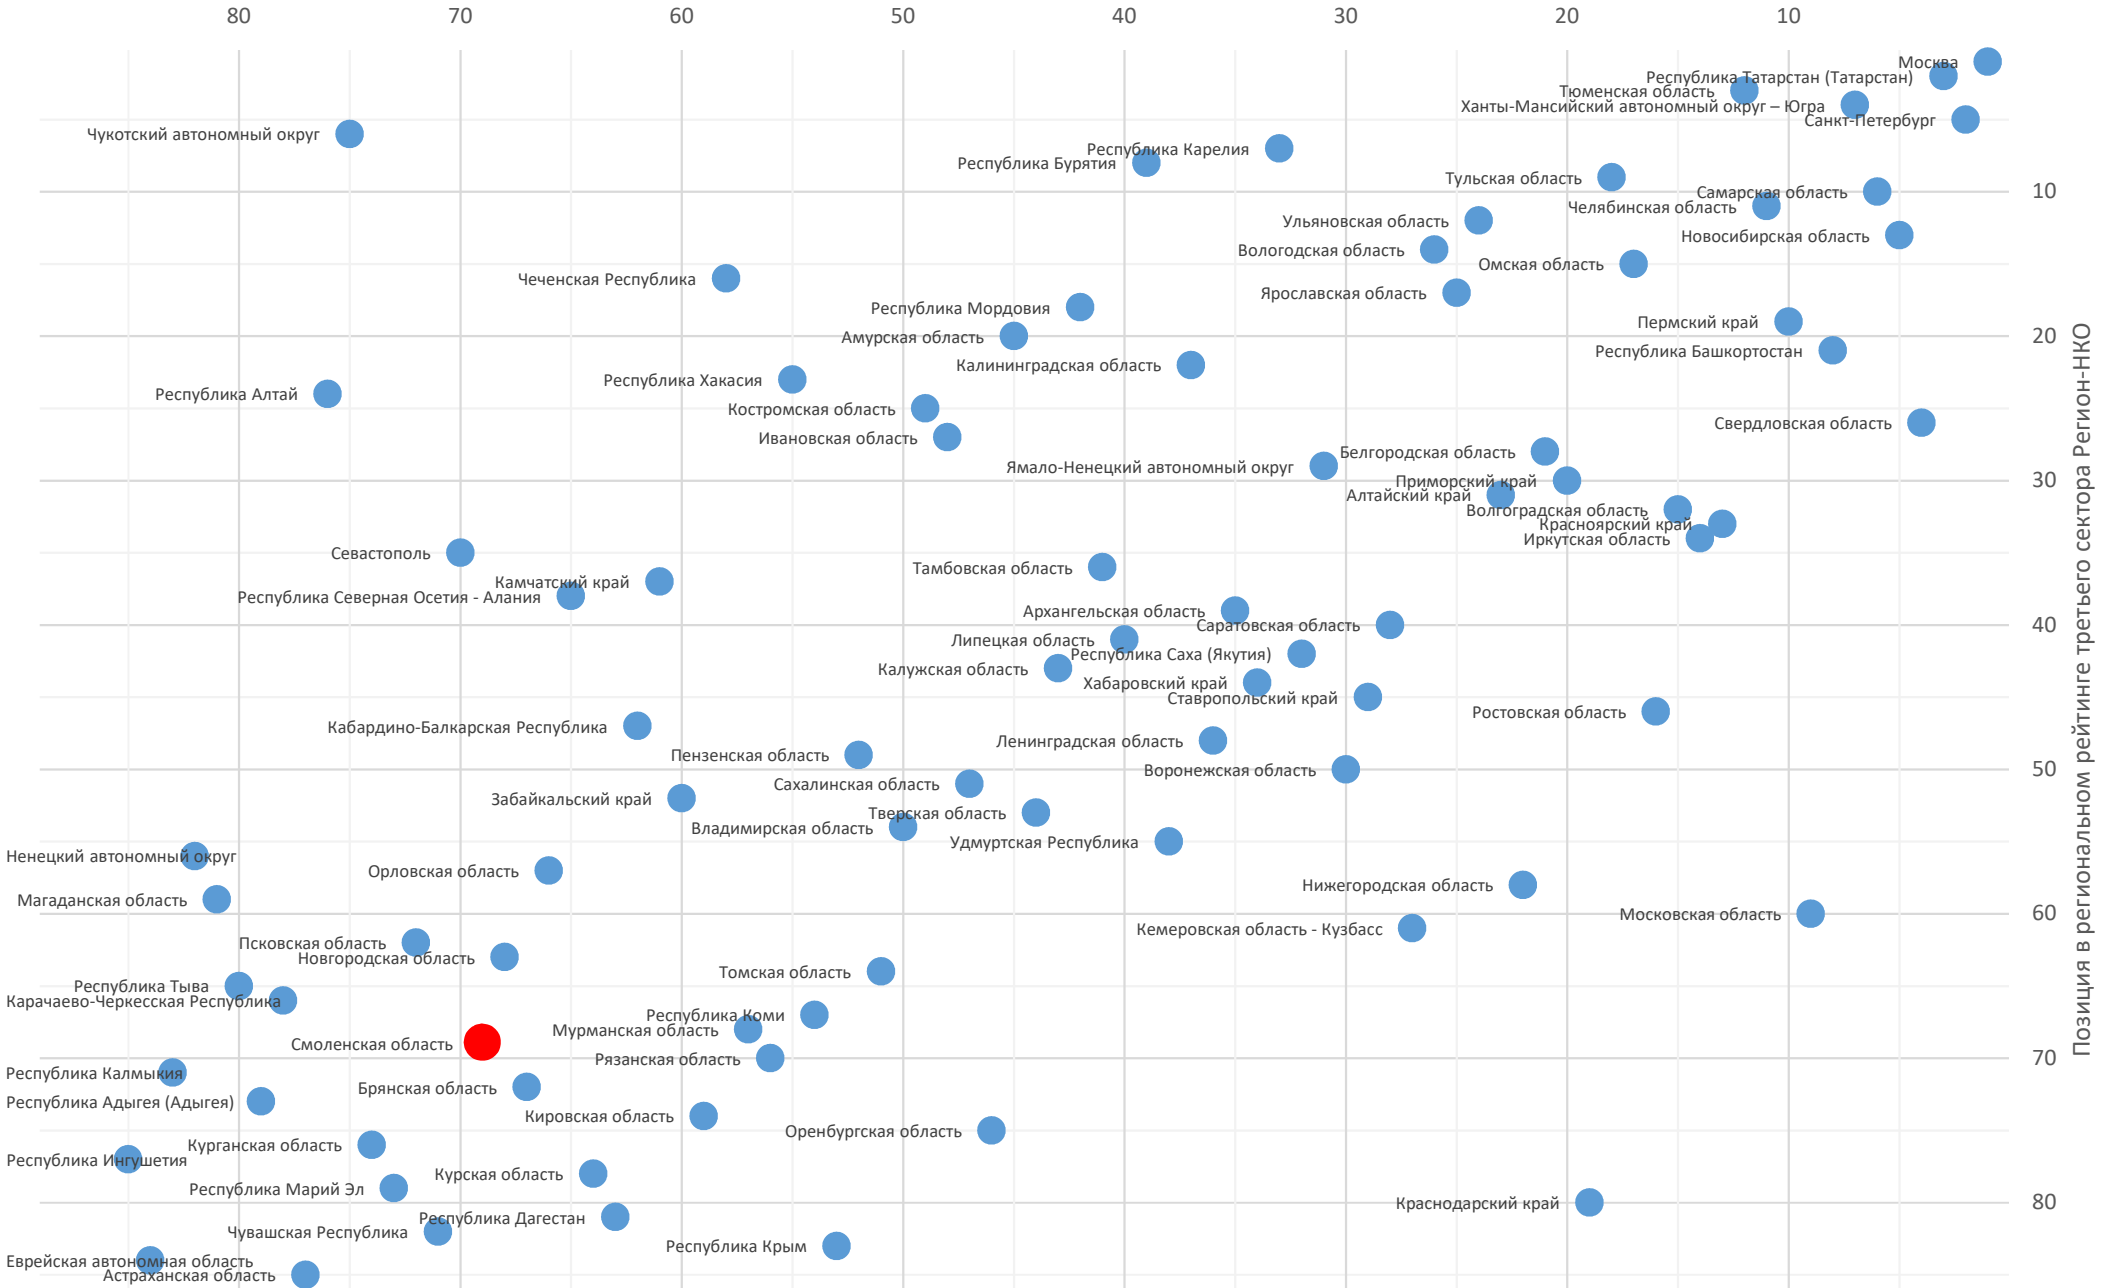 80 70 60 50 40 30 20 10
Москва
Республика Татарстан (Татарстан)
Тюменская область
Ханты-Мансийский автономный округ – Югра
Санкт-Петербург
Чукотский автономный округ
Республика Карелия
Республика Бурятия
Тульская область
Самарская область
10
Челябинская область
Ульяновская область
Новосибирская область
Вологодская область
Омская область
Чеченская Республика
Ярославская область
Республика Мордовия
Пермский край
Амурская область
20
Республика Башкортостан
Калининградская область
Республика Хакасия
Республика Алтай
Костромская область
Свердловская область
Ивановская область
Белгородская область
Ямало-Ненецкий автономный округ
Приморский край
30
Алтайский край
Волгоградская область
Красноярский край
Иркутская область
Севастополь
Тамбовская область
Камчатский край
Республика Северная Осетия - Алания
Архангельская область
Саратовская область
40
Липецкая область
Республика Саха (Якутия)
Калужская область
Хабаровский край
Ставропольский край
Ростовская область
Кабардино-Балкарская Республика
Ленинградская область
Пензенская область
Воронежская область
50
Сахалинская область
Забайкальский край
Тверская область
Владимирская область
Удмуртская Республика
Ненецкий автономный округ
Орловская область
Нижегородская область
Магаданская область
Московская область
60
Кемеровская область - Кузбасс
Псковская область
Новгородская область
Томская область
Республика Тыва
Карачаево-Черкесская Республика
Республика Коми
Мурманская область
Смоленская область
Рязанская область
70
Республика Калмыкия
Брянская область
Республика Адыгея (Адыгея)
Кировская область
Оренбургская область
Курганская область
Республика Ингушетия
Курская область
Республика Марий Эл
Краснодарский край
80
Республика Дагестан
Чувашская Республика
Республика Крым
Еврейская автономная область
Астраханская область
Позиция в региональном рейтинге третьего сектора Регион-НКО